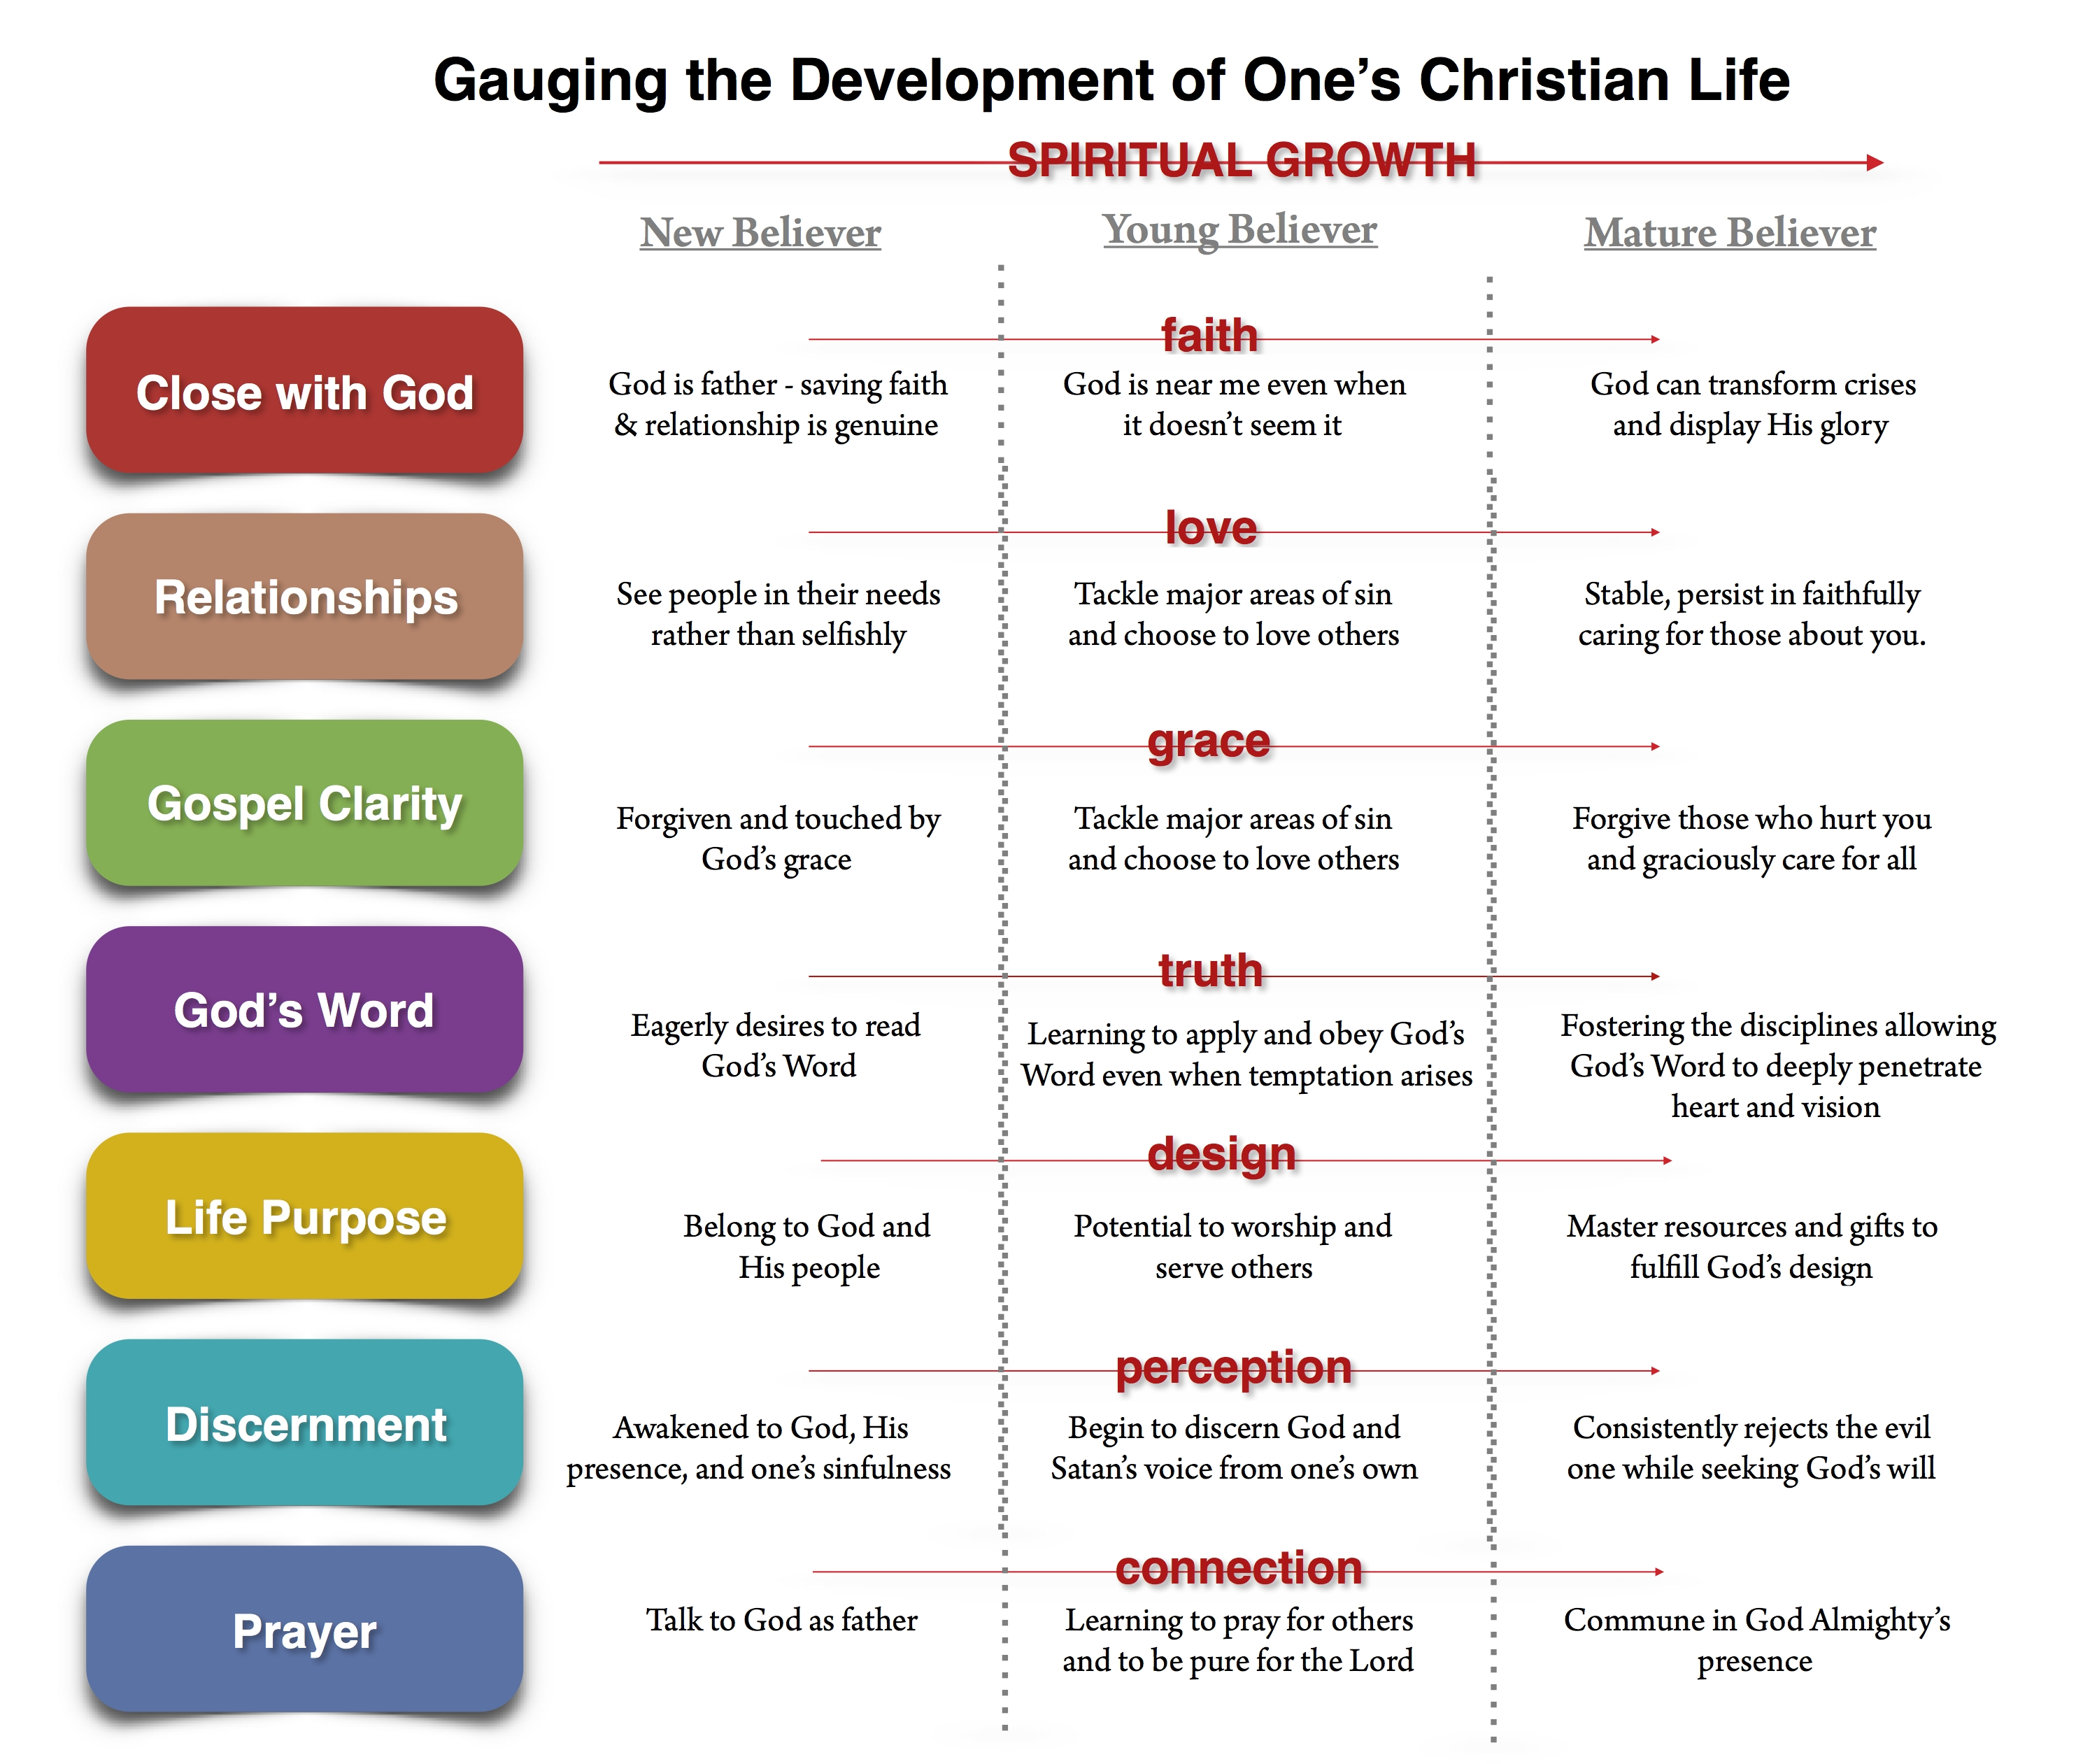 Gauging the Development of One’s Christian Life
SPIRITUAL GROWTH
New Believer
Young Believer
Mature Believer
Close with God
faith
God is father - saving faith
& relationship is genuine
God is near me even when
it doesn’t seem it
God can transform crises
and display His glory
Relationships
love
See people in their needs
rather than selfishly
Tackle major areas of sin
and choose to love others
Stable, persist in faithfully
caring for those about you.
Gospel Clarity
grace
Forgiven and touched by
God’s grace
Tackle major areas of sin
and choose to love others
Forgive those who hurt you
and graciously care for all
God’s Word
truth
Eagerly desires to read
God’s Word
Learning to apply and obey God’s
Word even when temptation arises
Fostering the disciplines allowing
God’s Word to deeply penetrate
heart and vision
Life Purpose
design
Belong to God and
His people
Potential to worship and
serve others
Master resources and gifts to
fulfill God’s design
Discernment
perception
Awakened to God, His
presence, and one’s sinfulness
Begin to discern God and
Satan’s voice from one’s own
Consistently rejects the evil
one while seeking God’s will
Prayer
connection
Talk to God as father
Learning to pray for others
and to be pure for the Lord
Commune in God Almighty’s
presence